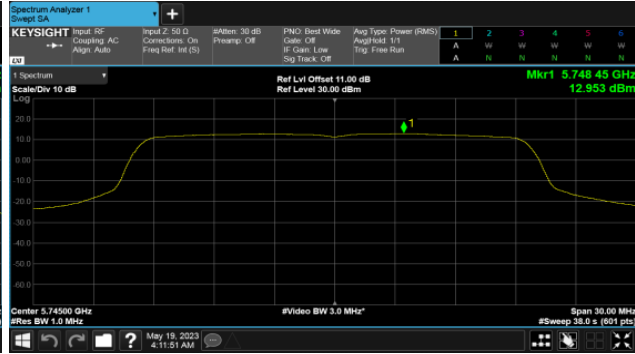 Spectrum Analyzer 1
Swept SA
+
KEYSIGHT
Input: RF
Coupling: AC
Align: Auto
Input Z: 50 Ω
Corrections: On
Freq Ref: Int (S)
#Atten: 30 dB
Preamp: Off
PNO: Best Wide
Gate: Off
IF Gain: Low
Sig Track: Off
Avg Type: Power (RMS)
Avg|Hold: 1/1
Trig: Free Run
1 2 3 4 5 6
A W W W W W
A N N N N N
LXI
1 Spectrum
Scale/Div 10 dB
Log
Ref Lvl Offset 11.00 dB
Ref Level 30.00 dBm
Mkr1 5.748 45 GHz
12.953 dBm
1
20.0
10.0
0.00
-10.0
-20.0
-30.0
-40.0
-50.0
-60.0
Center 5.74500 GHz
#Video BW 3.0 MHz*
Span 30.00 MHz
#Res BW 1.0 MHz
#Sweep 38.0 s (601 pts)
?
May 19, 2023
4:11:51 AM